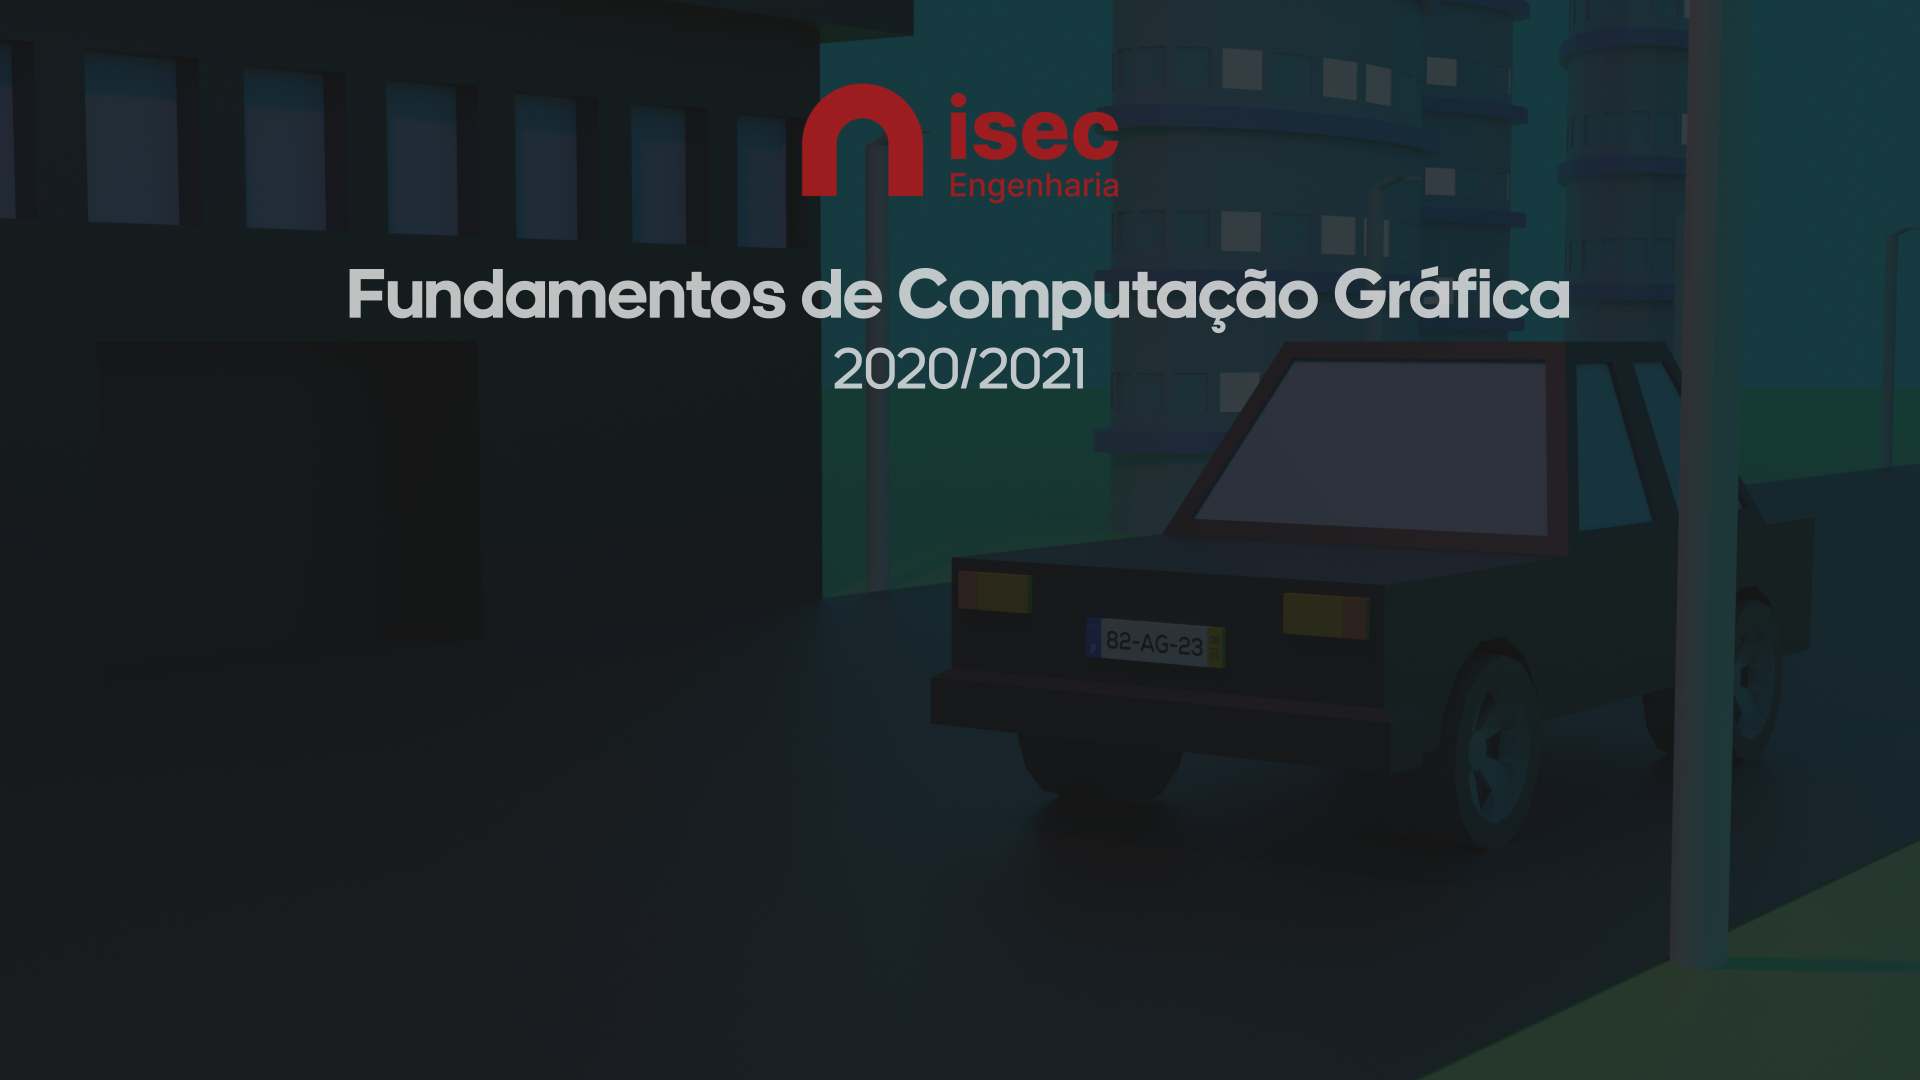 isec
Engenharia
Fundamentos de Computação Gráfica
2020/2021
P
82-AG-23